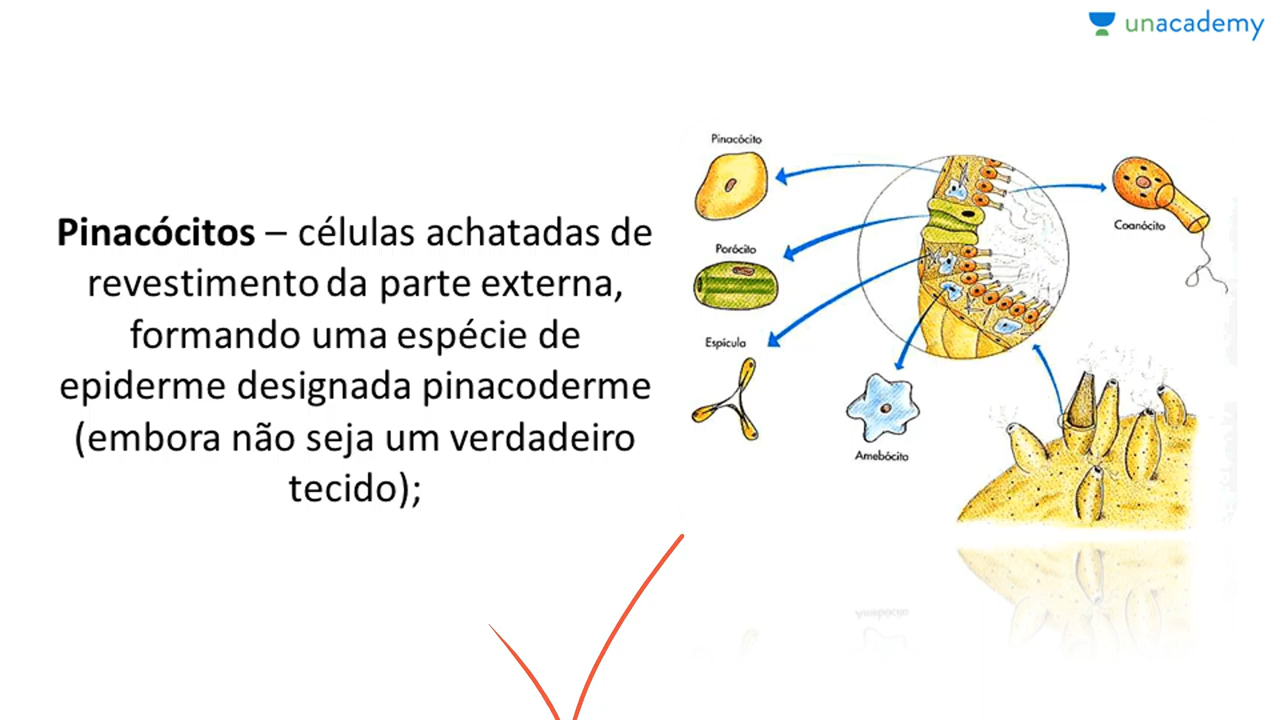 unacademy
Pinacócitos – células achatadas de
revestimento da parte externa,
formando uma espécie de
epiderme designada pinacoderme
(embora não seja um verdadeiro
tecido);
Pinacócito
Porócito
Espícula
Amebócito
Coanócito